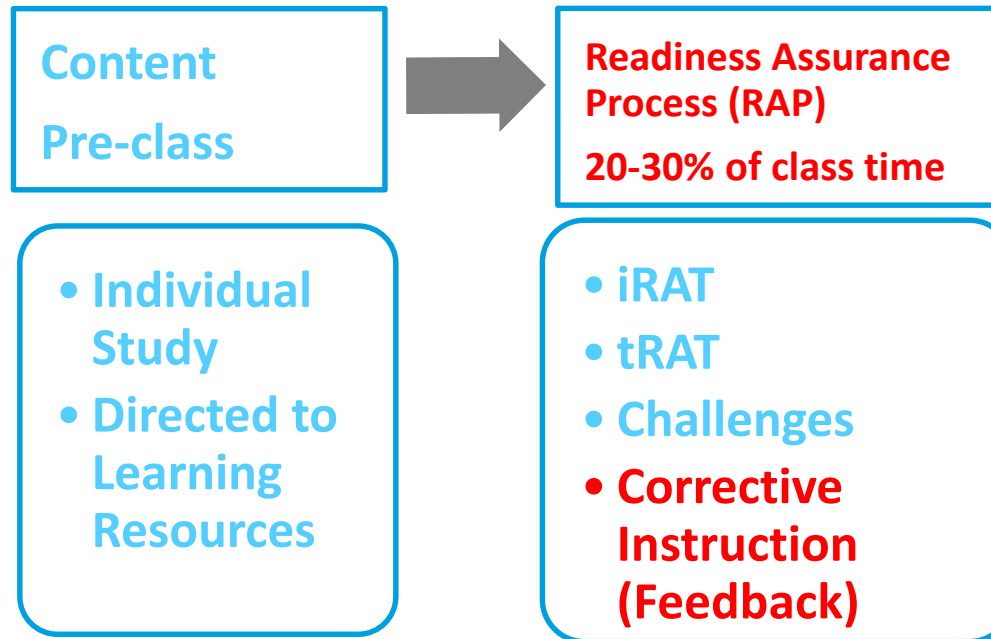 Content
Pre-class
Readiness Assurance
Process (RAP)
20-30% of class time
• Individual
Study
• Directed to
Learning
Resources
• iRAT
• tRAT
• Challenges
• Corrective
Instruction
(Feedback)